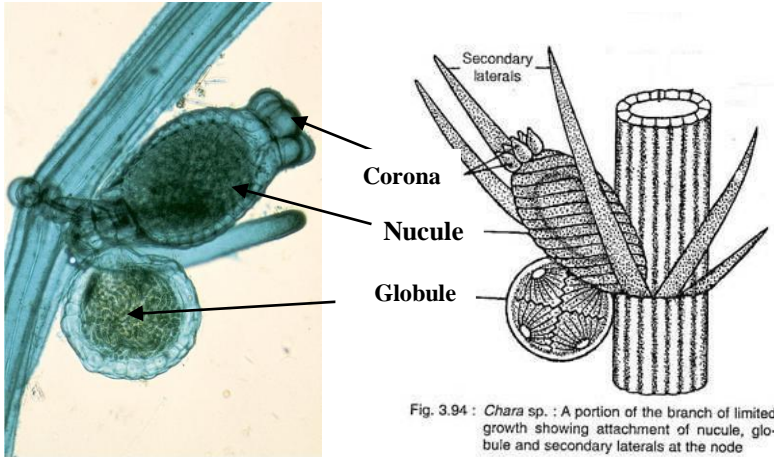 Secondary
laterals
Corona
Nucule
Globule
Fig. 3.94 : Chara sp. : A portion of the branch of limited
growth showing attachment of nucule, glo-
bule and secondary laterals at the node